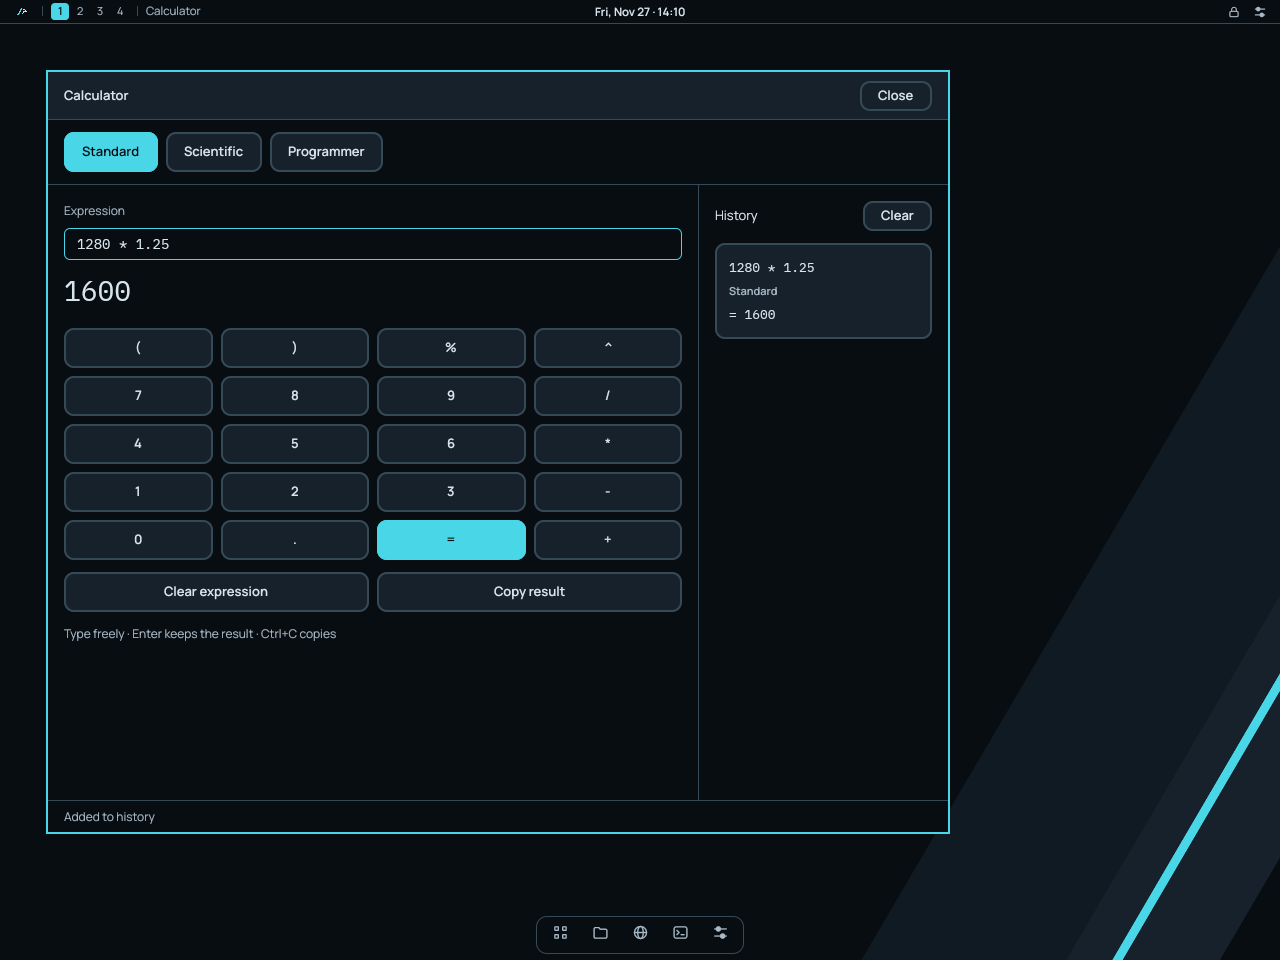 1 2 3 4 Calculator Fri, Nov 27 · 14:10
Calculator Close
Standard Scientific Programmer
Expression
1280 * 1.25
1600
( ) % ^
7 8 9 /
4 5 6 *
1 2 3 -
0 . = +
Clear expression Copy result
Type freely · Enter keeps the result · Ctrl+C copies
History Clear
1280 * 1.25
Standard
= 1600
Added to history